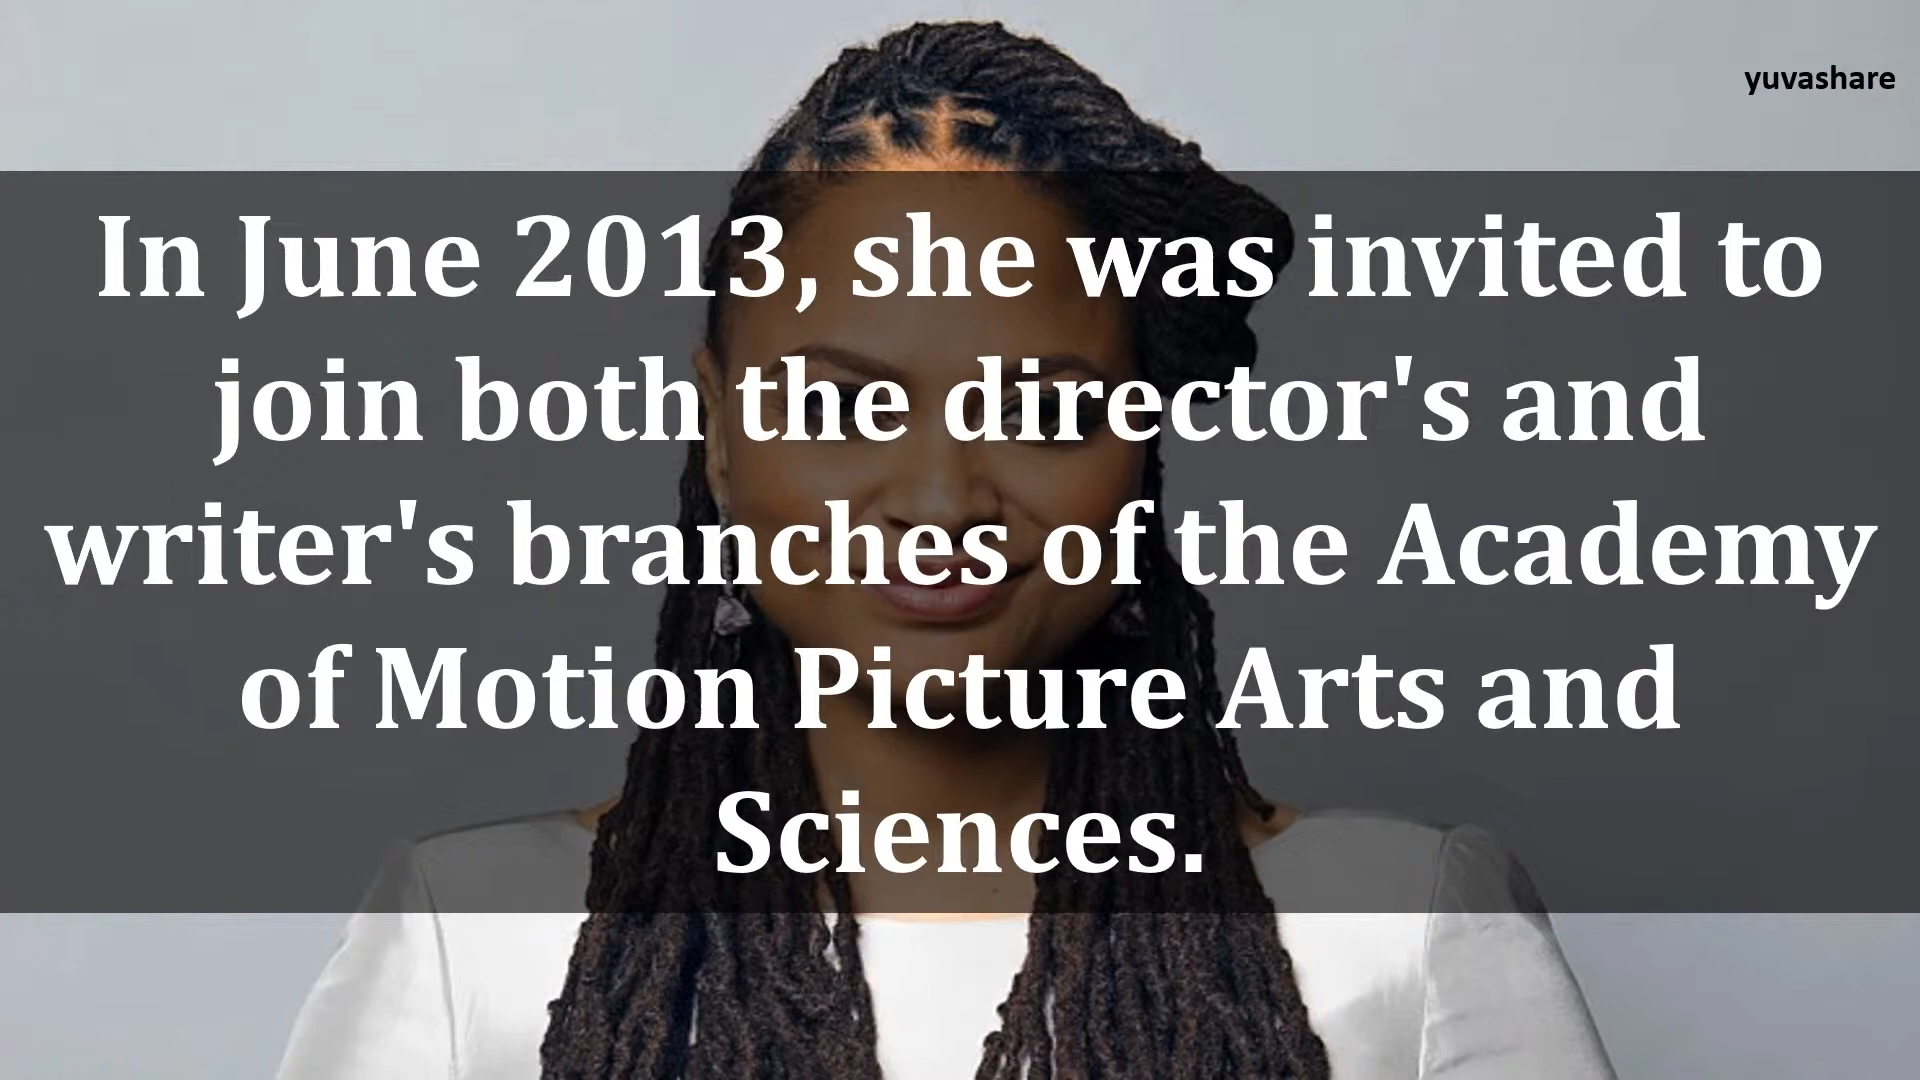 yuvashare
In June 2013, she was invited to
join both the director's and
writer's branches of the Academy
of Motion Picture Arts and
Sciences.